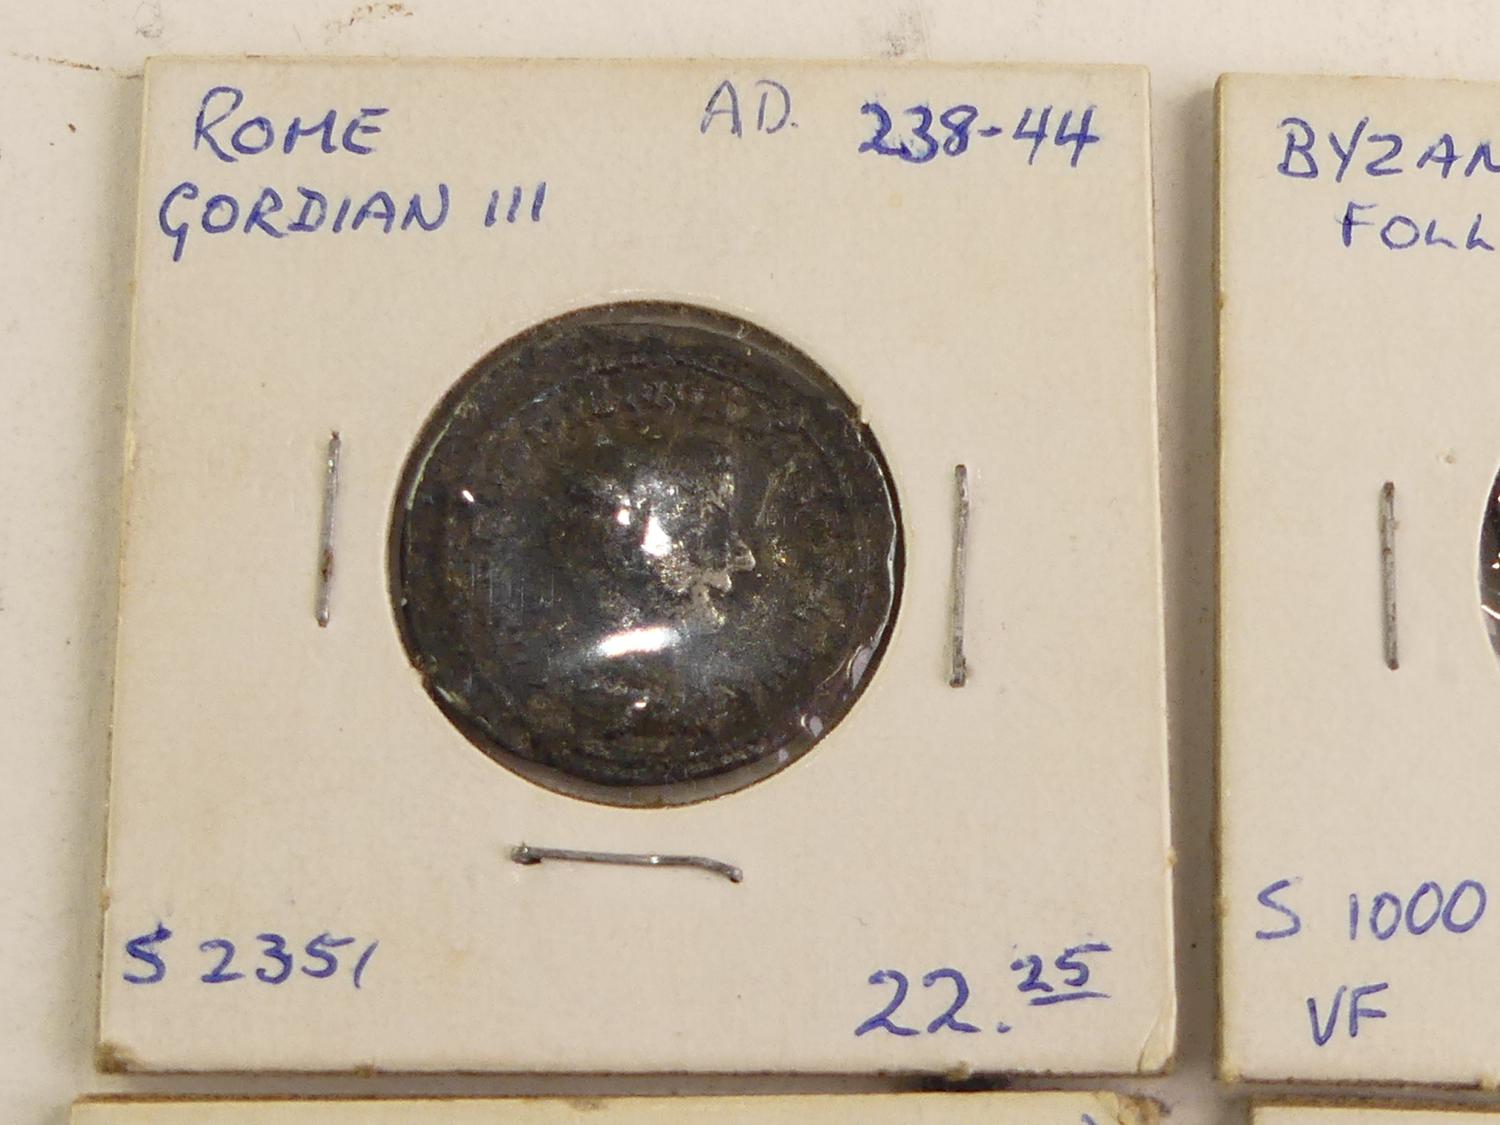 ROME AD. 238-44
GORDIAN III
S 2351
22.25
BYZAN
FOLL
S 1000
VF